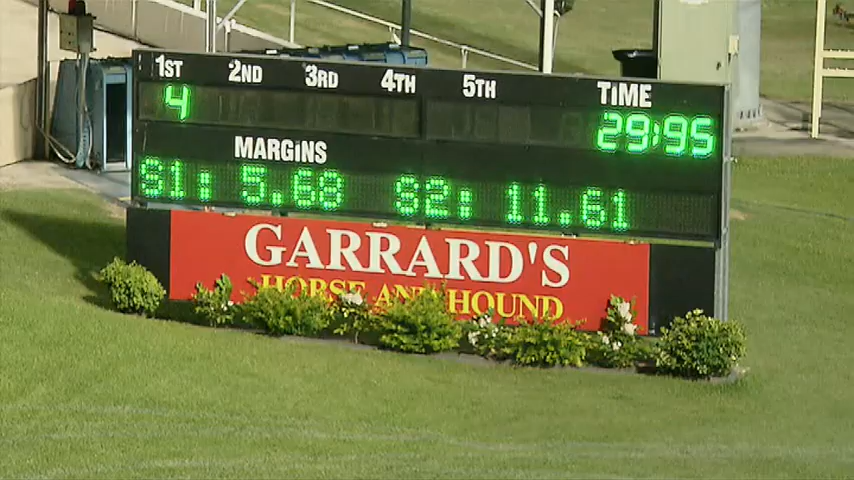 1ST 2ND 3RD 4TH 5TH TIME
4 29:95
MARGINS
S1: 5.68 S2: 11.61
GARRARD'S
HORSE AND HOUND